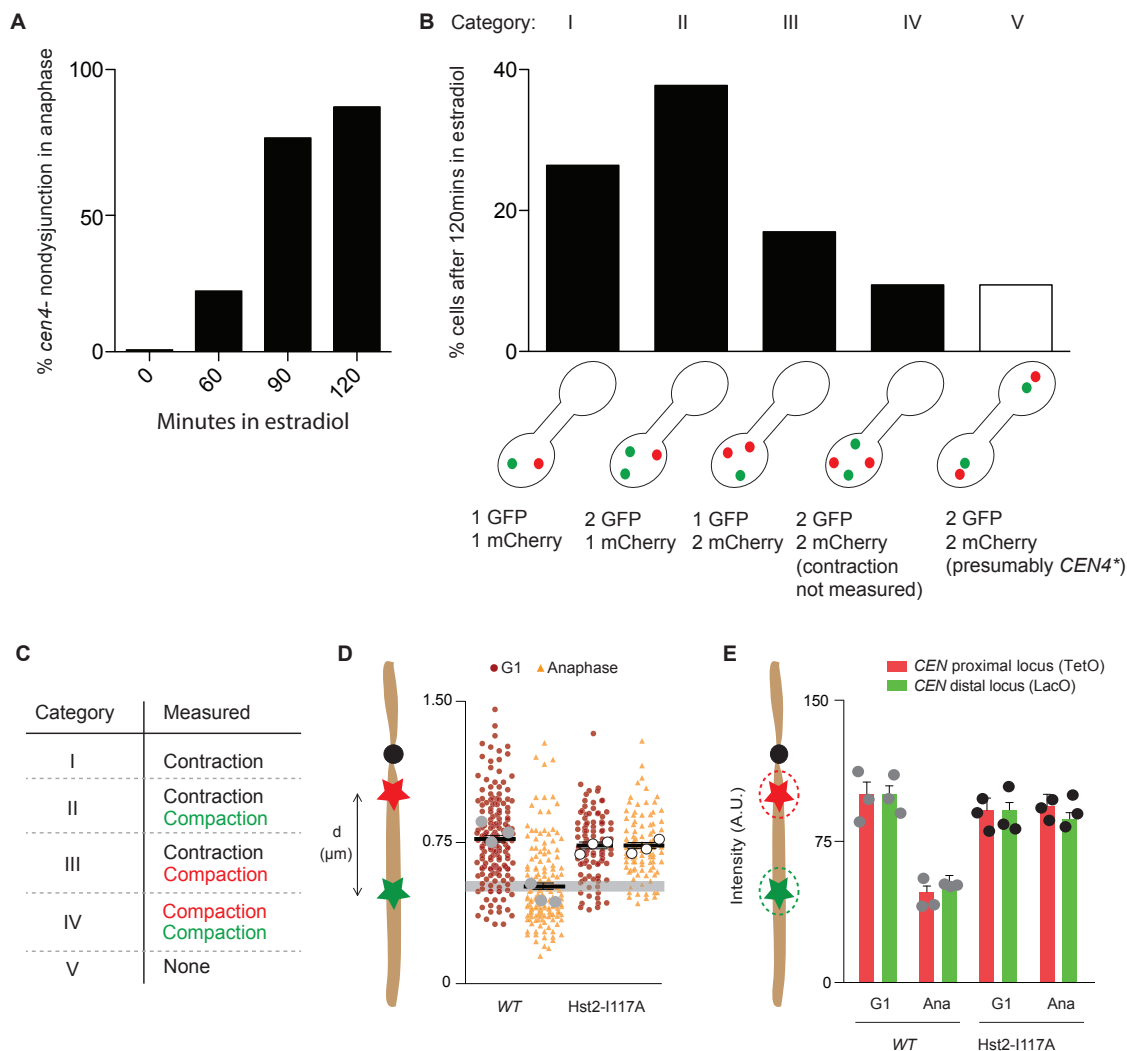 A
% cen4- nondysjunction in anaphase
100
50
0
0
60
90
120
Minutes in estradiol
B
Category:
I
II
III
IV
V
% cells after 120mins in estradiol
40
20
0
1 GFP
1 mCherry
2 GFP
1 mCherry
1 GFP
2 mCherry
2 GFP
2 mCherry
(contraction
not measured)
2 GFP
2 mCherry
(presumably CEN4*)
C
Category
Measured
I
Contraction
II
Contraction
Compaction
III
Contraction
Compaction
IV
Compaction
Compaction
V
None
D
G1
Anaphase
d
(µm)
1.50
0.75
0
WT
Hst2-I117A
E
CEN proximal locus (TetO)
CEN distal locus (LacO)
Intensity (A.U.)
150
75
0
G1
Ana
G1
Ana
WT
Hst2-I117A